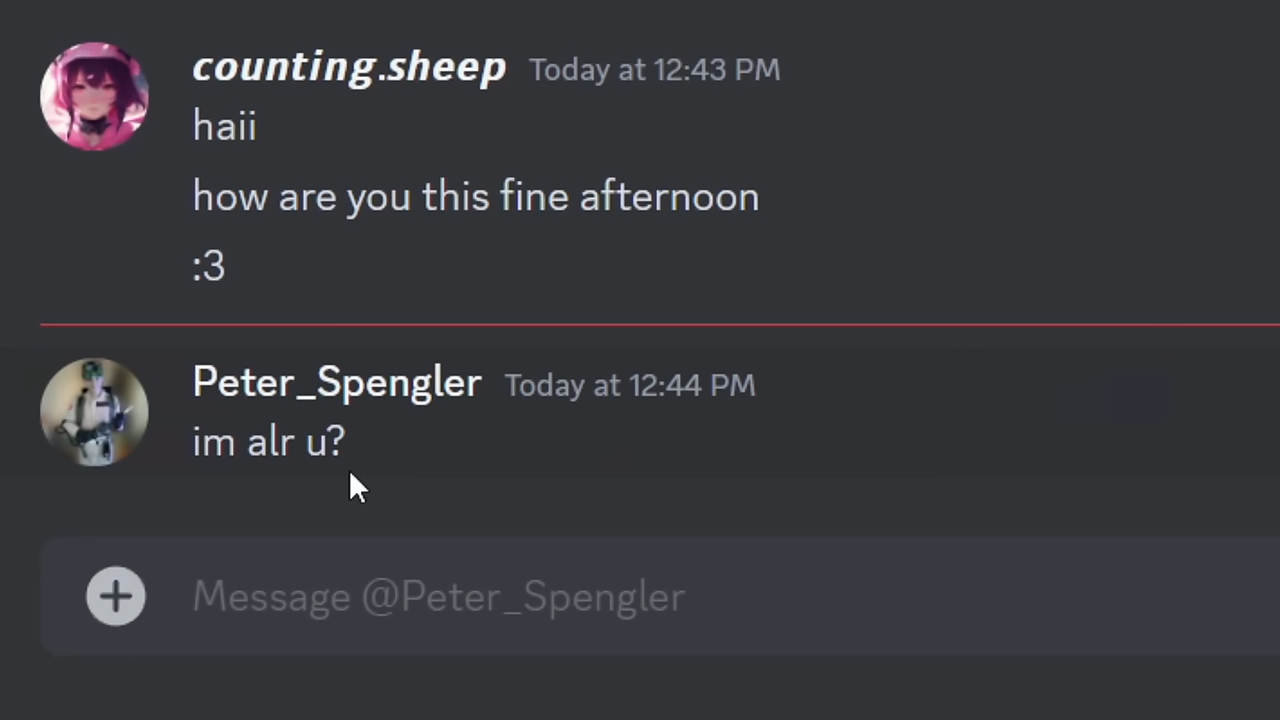 counting.sheep Today at 12:43 PM
haii
how are you this fine afternoon
:3
Peter_Spengler Today at 12:44 PM
im alr u?
Message @Peter_Spengler